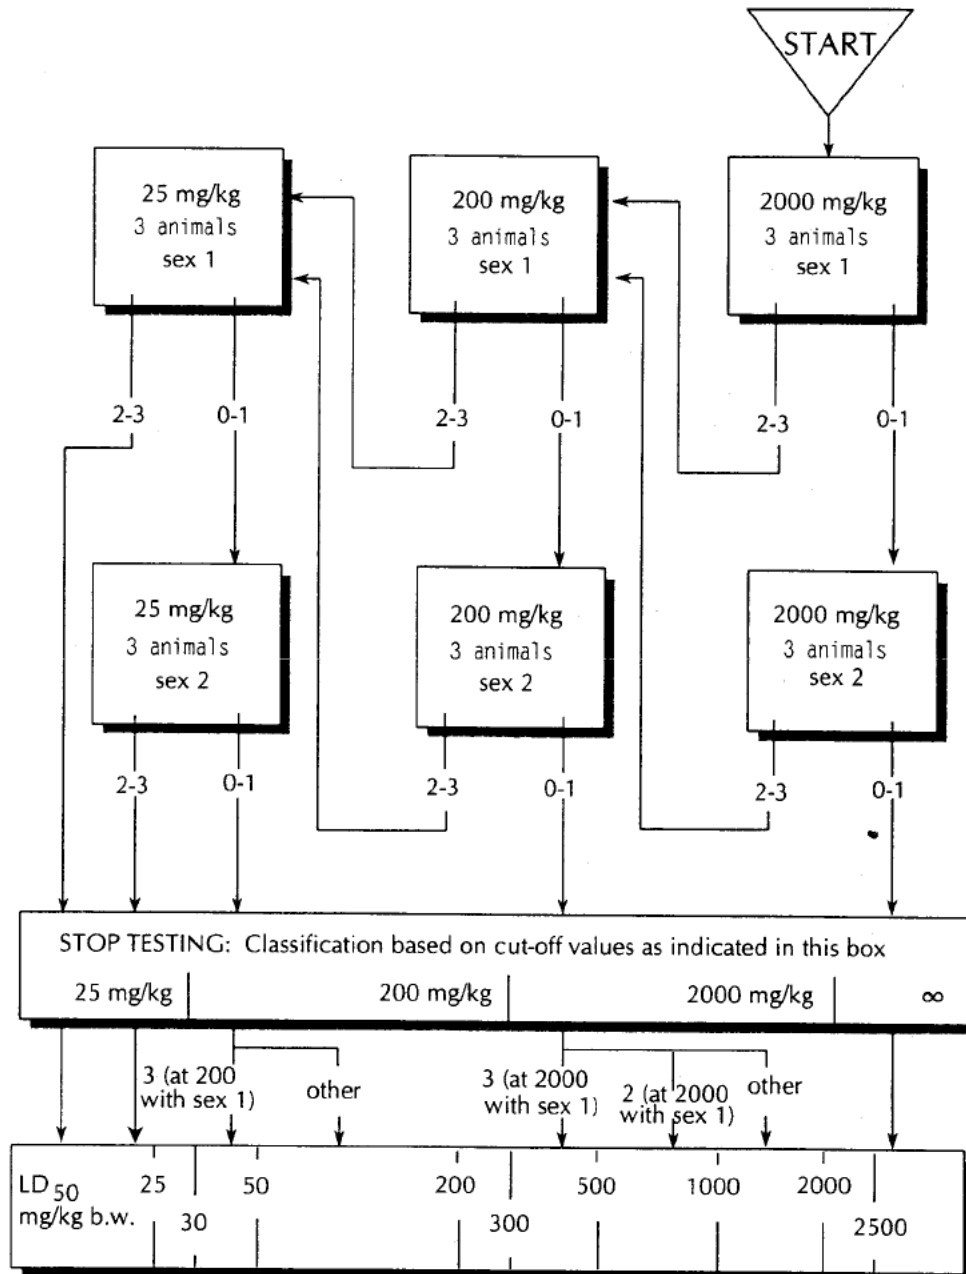 START
25 mg/kg
3 animals
sex 1
200 mg/kg
3 animals
sex 1
2000 mg/kg
3 animals
sex 1
2-3
0-1
2-3
0-1
2-3
0-1
25 mg/kg
3 animals
sex 2
200 mg/kg
3 animals
sex 2
2000 mg/kg
3 animals
sex 2
2-3
0-1
2-3
0-1
2-3
0-1
STOP TESTING: Classification based on cut-off values as indicated in this box
25 mg/kg
200 mg/kg
2000 mg/kg
∞
3 (at 200
with sex 1)
other
3 (at 2000
with sex 1)
2 (at 2000
with sex 1)
other
LD50
mg/kg b.w.
25
50
200
500
1000
2000
30
300
2500